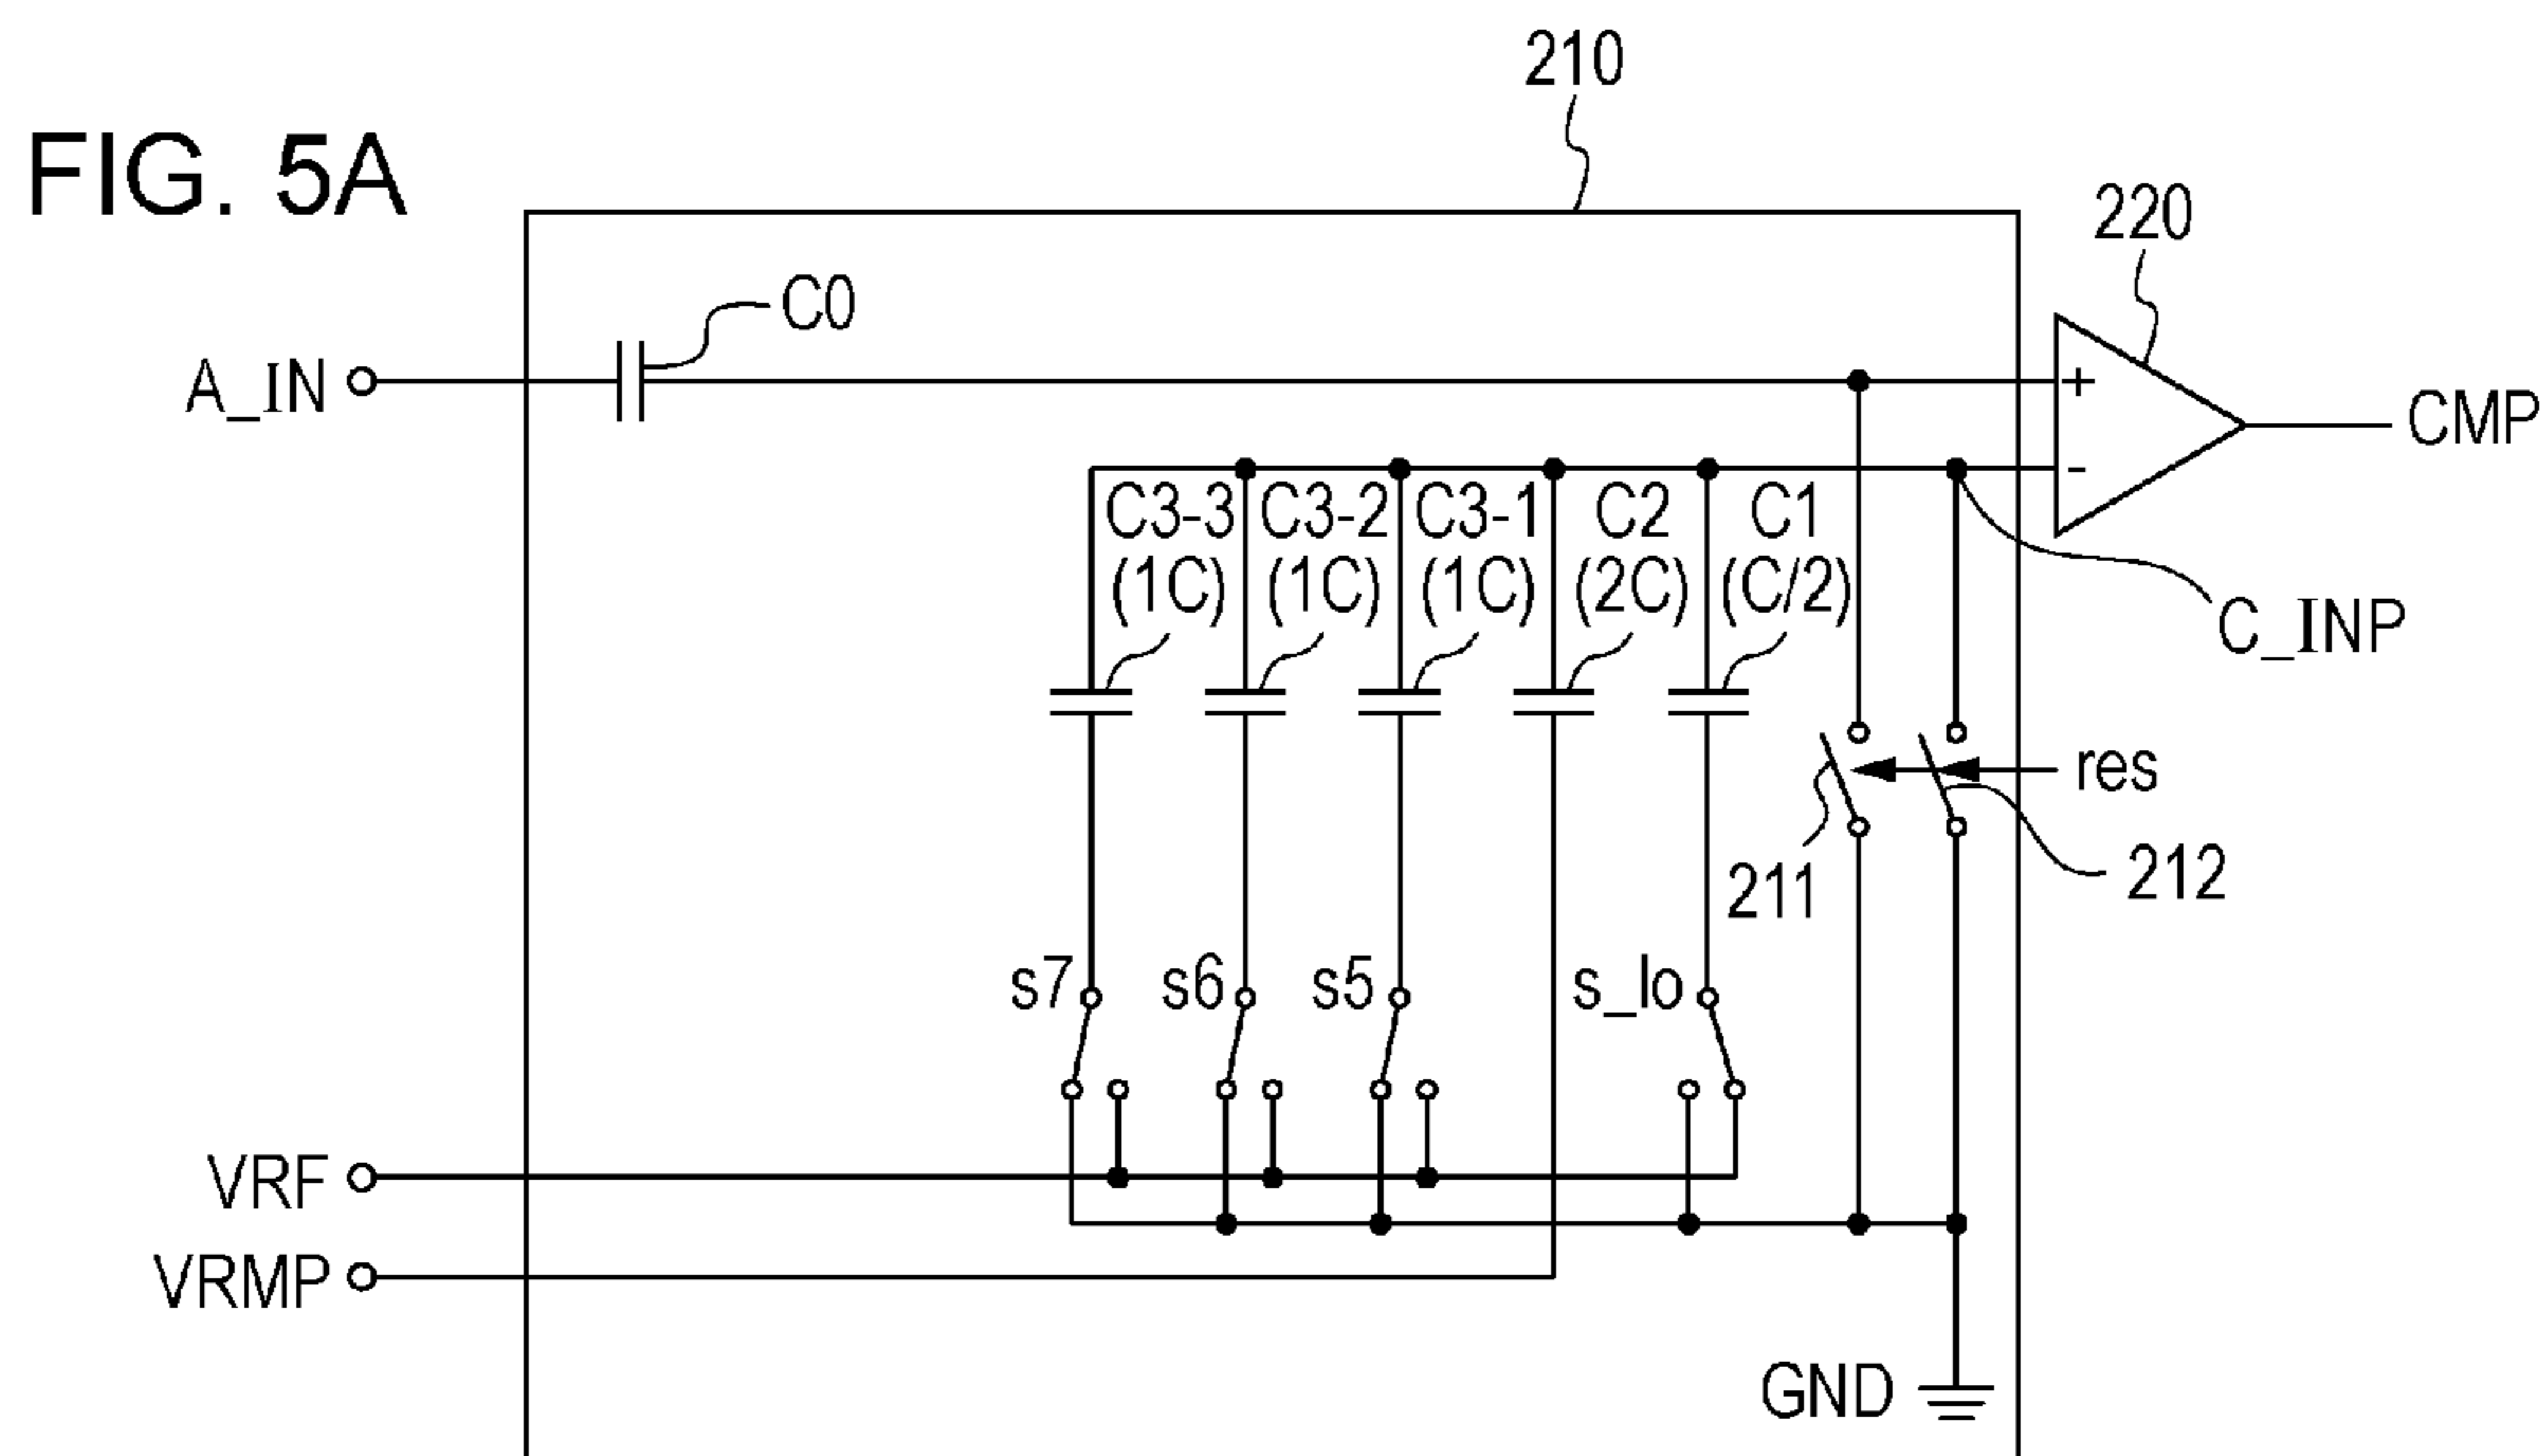 FIG. 5A
210
220
C0
A_IN
+
-
CMP
C3-3 C3-2 C3-1 C2 C1
(1C) (1C) (1C) (2C) (C/2)
C_INP
res
211
212
s7 s6 s5 s_lo
VRF
VRMP
GND